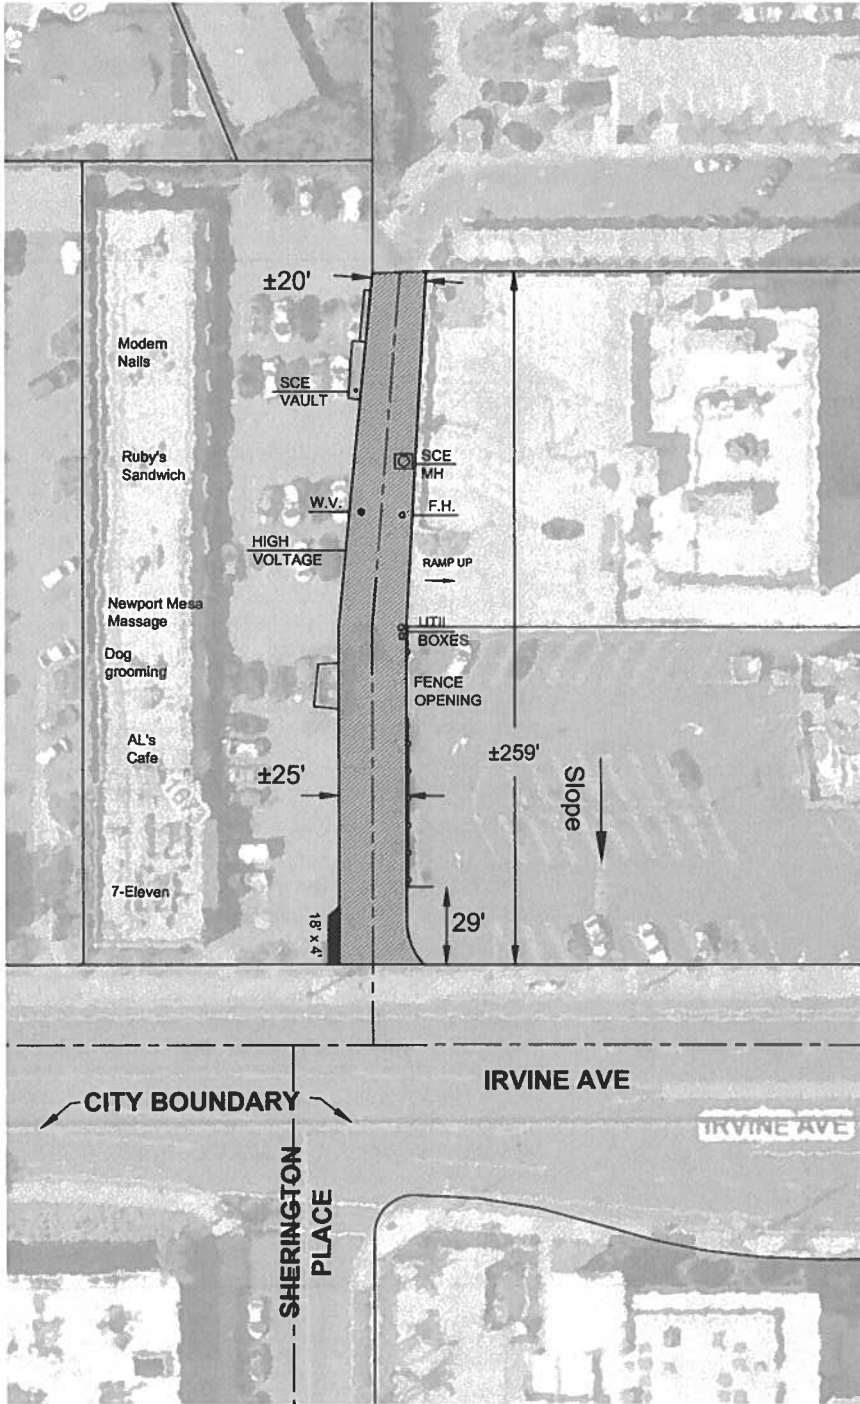 ±20'
Modern
Nails
SCE
VAULT
Ruby's
Sandwich
SCE
MH
W.V.
F.H.
HIGH
VOLTAGE
RAMP UP
Newport Mesa
Massage
UTIL
BOXES
Dog
grooming
FENCE
OPENING
AL's
Cafe
±259'
±25'
Slope
7-Eleven
18' x 4'
29'
IRVINE AVE
CITY BOUNDARY
IRVINE AVE
SHERINGTON
PLACE